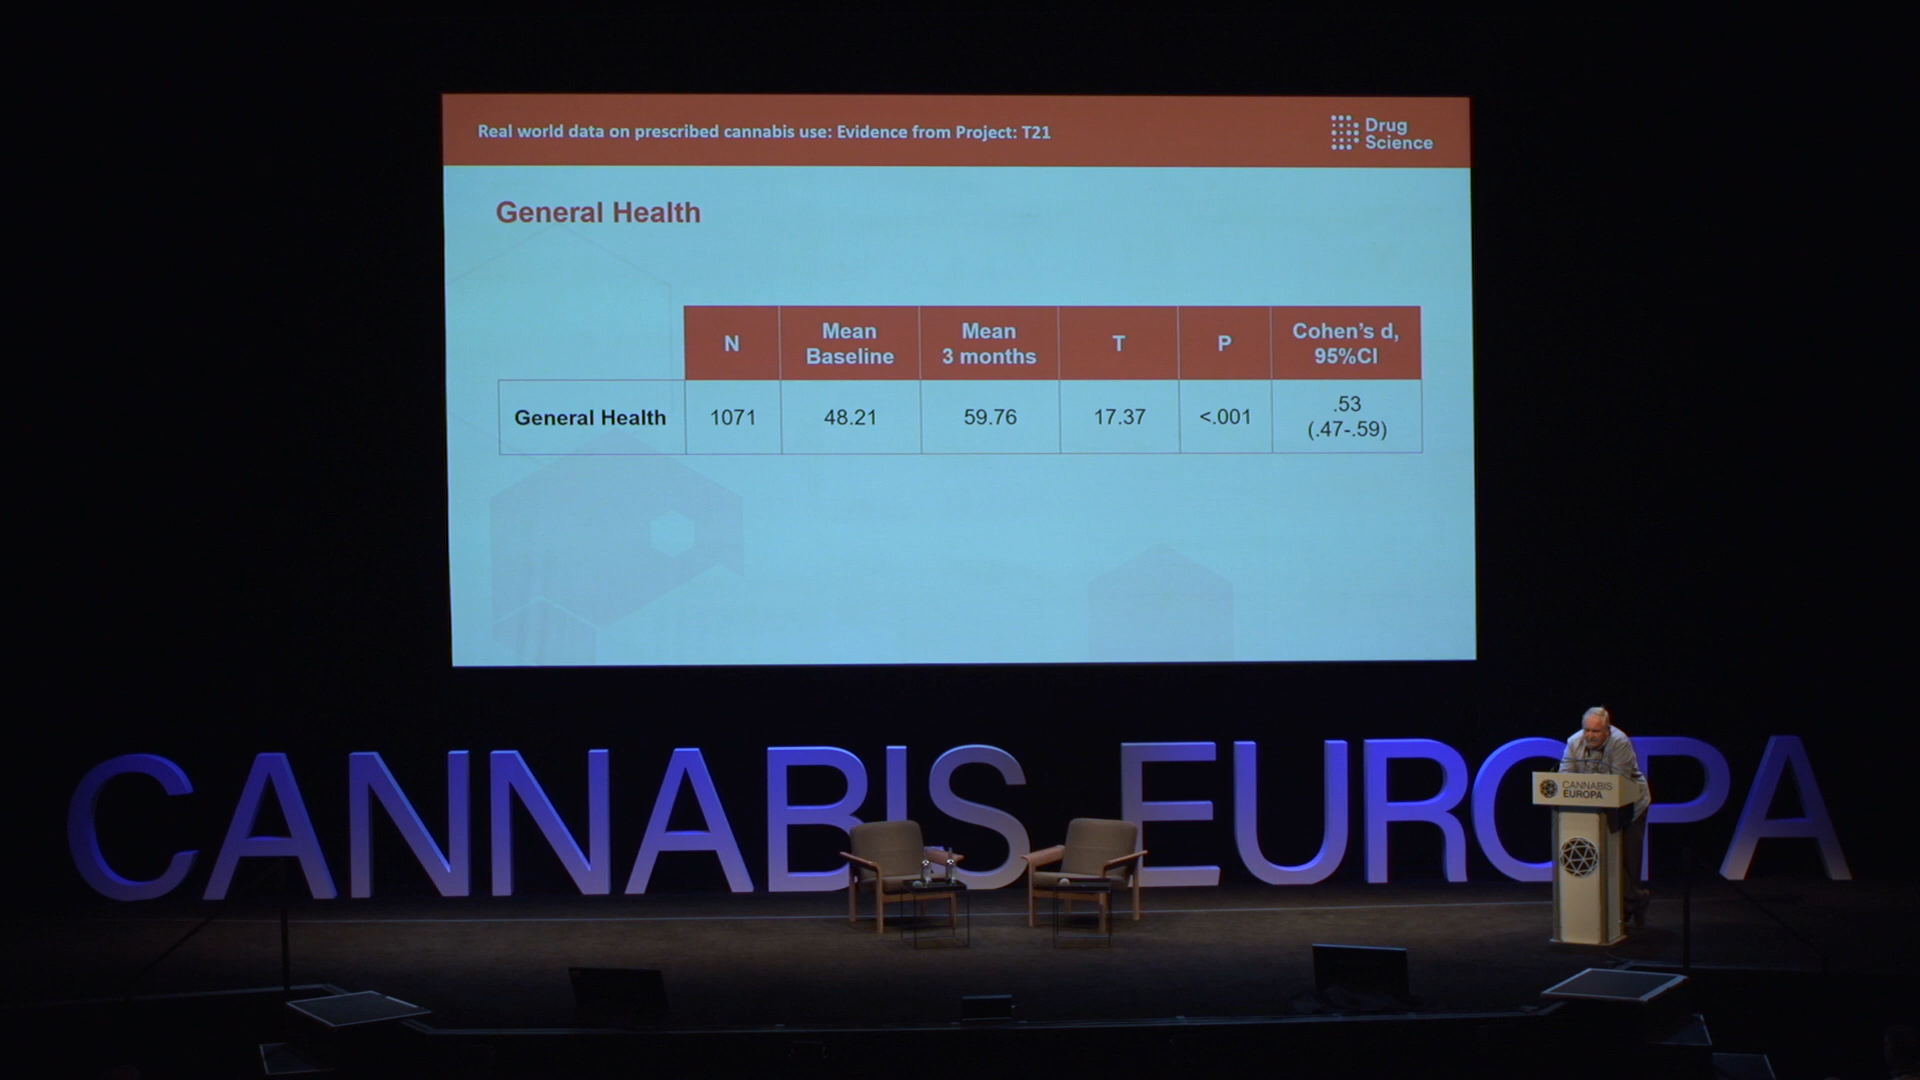 Real world data on prescribed cannabis use: Evidence from Project: T21
Drug
Science
General Health
N
Mean
Baseline
Mean
3 months
T
P
Cohen's d,
95%CI
General Health
1071
48.21
59.76
17.37
<.001
.53
(.47-.59)
CANNABIS EUROPA
CANNABIS
EUROPA